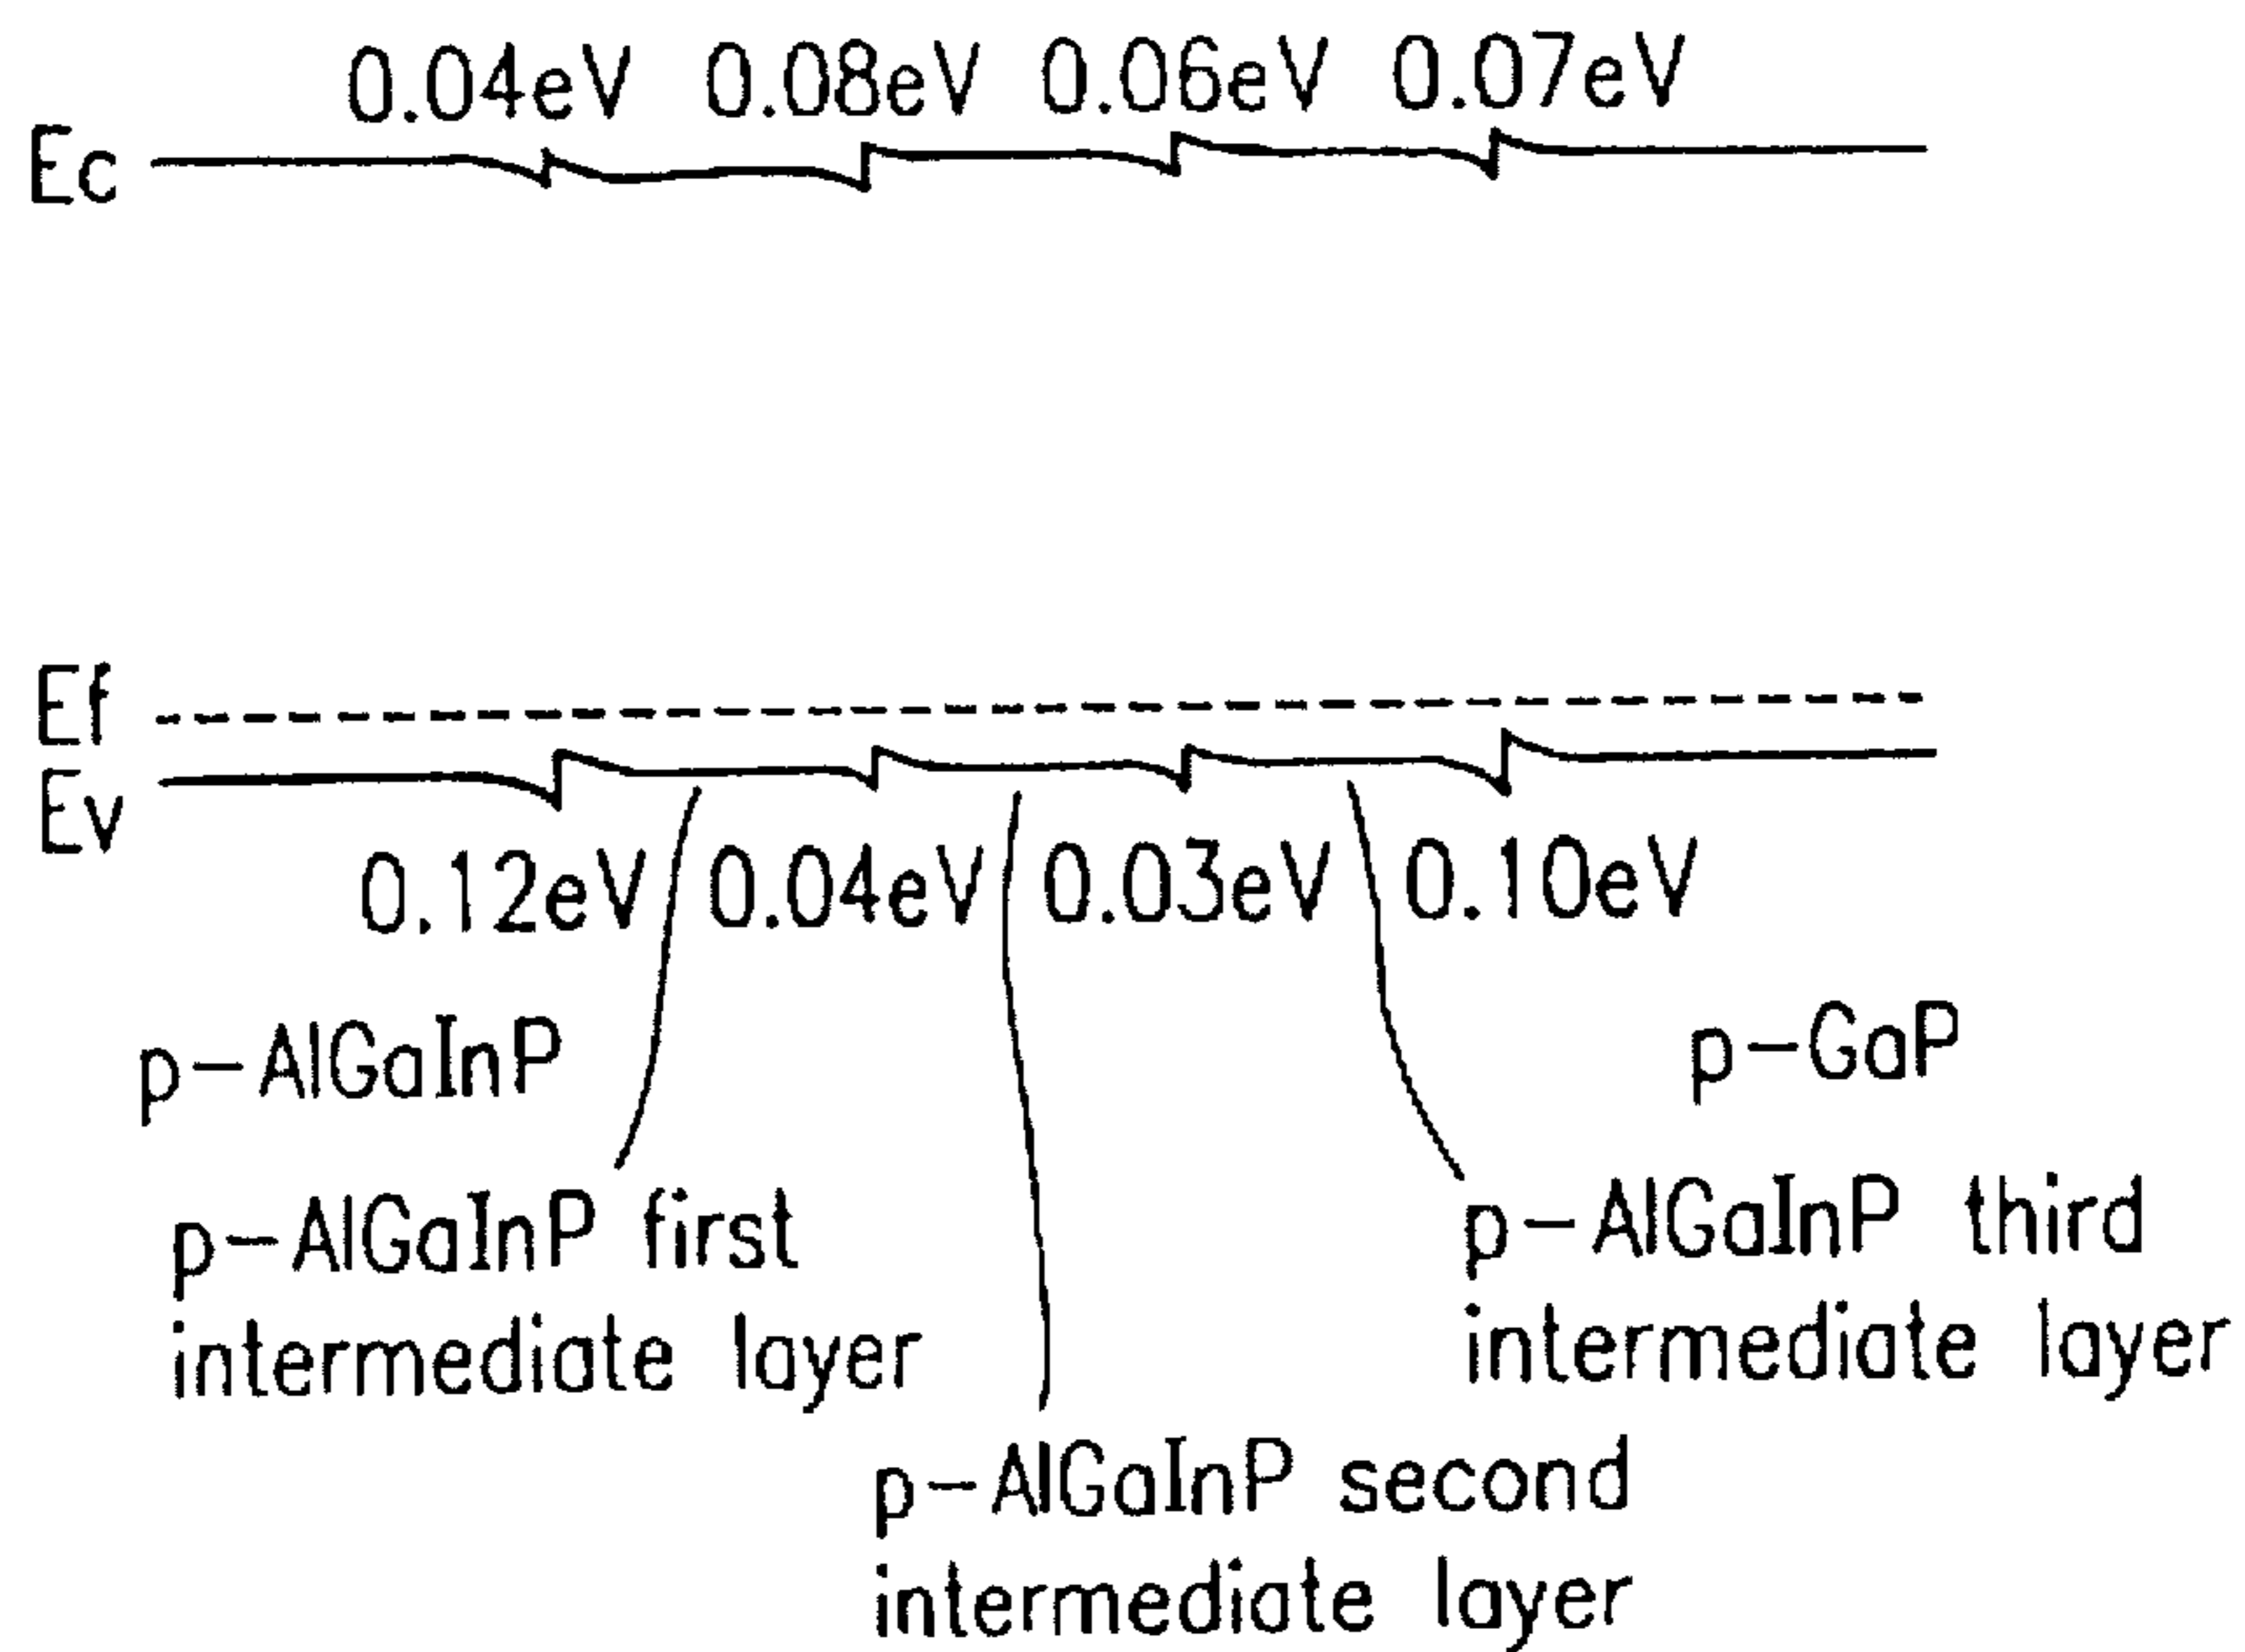 0.04eV 0.08eV 0.06eV 0.07eV
Ec
Ef
Ev
0.12eV 0.04eV 0.03eV 0.10eV
p-AlGaInP
p-GaP
p-AlGaInP first
intermediate layer
p-AlGaInP third
intermediate layer
p-AlGaInP second
intermediate layer